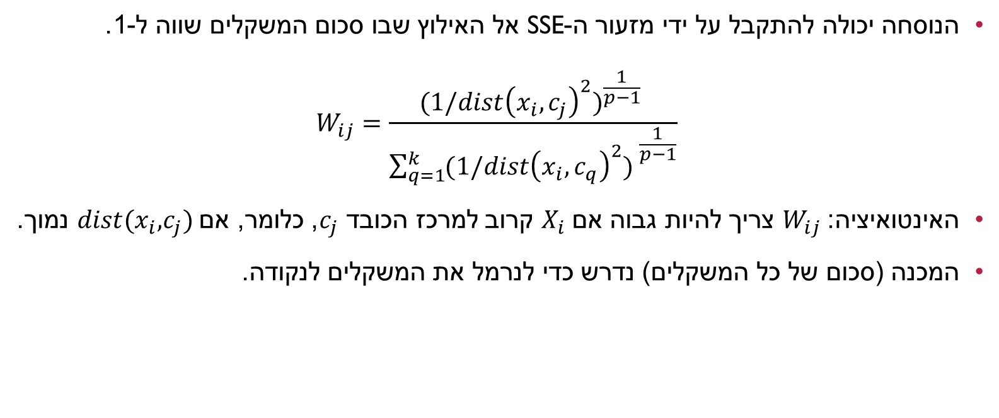 • הנוסחה יכולה להתקבל על ידי מזעור ה-SSE אל האילוץ שבו סכום המשקלים שווה ל-1.
$W_{ij} = \frac{(1/dist(x_i, c_j)^2)^{\frac{1}{p-1}}}{\sum_{q=1}^{k}(1/dist(x_i, c_q)^2)^{\frac{1}{p-1}}}$
• האינטואיציה: $W_{ij}$ צריך להיות גבוה אם $X_i$ קרוב למרכז הכובד $c_j$, כלומר, אם $dist(x_i, c_j)$ נמוך.
• המכנה (סכום של כל המשקלים) נדרש כדי לנרמל את המשקלים לנקודה.